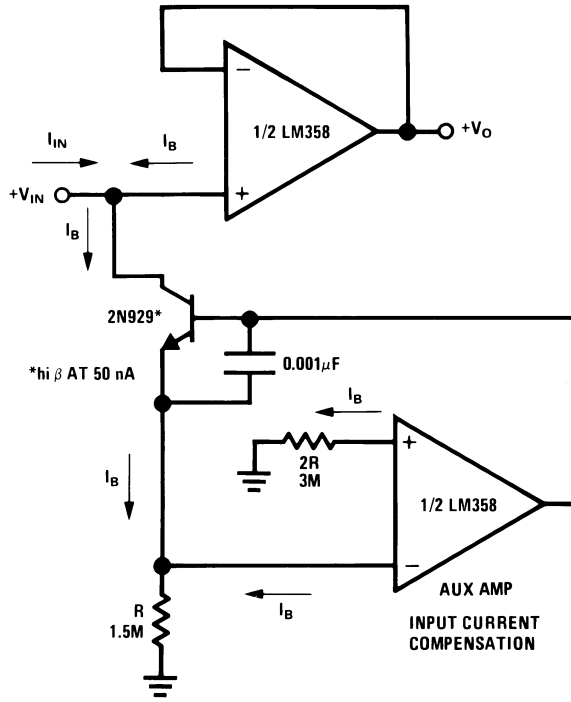 −
1/2 LM358
+V_O
I_IN
I_B
+V_IN
+
I_B
2N929*
0.001μF
*hi β AT 50 nA
I_B
+
2R
3M
I_B
1/2 LM358
−
R
1.5M
I_B
AUX AMP
INPUT CURRENT
COMPENSATION